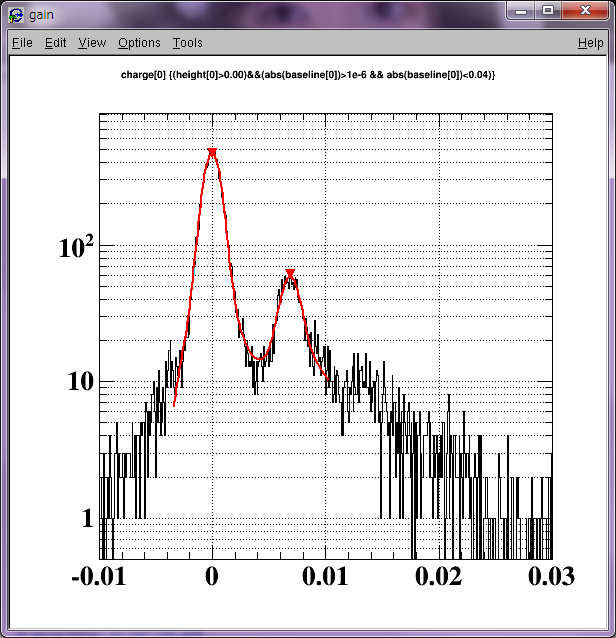 gain
File Edit View Options Tools Help
charge[0] {(height[0]>0.00)&&(abs(baseline[0])>1e-6 && abs(baseline[0])<0.04)}
10²
10
1
-0.01 0 0.01 0.02 0.03